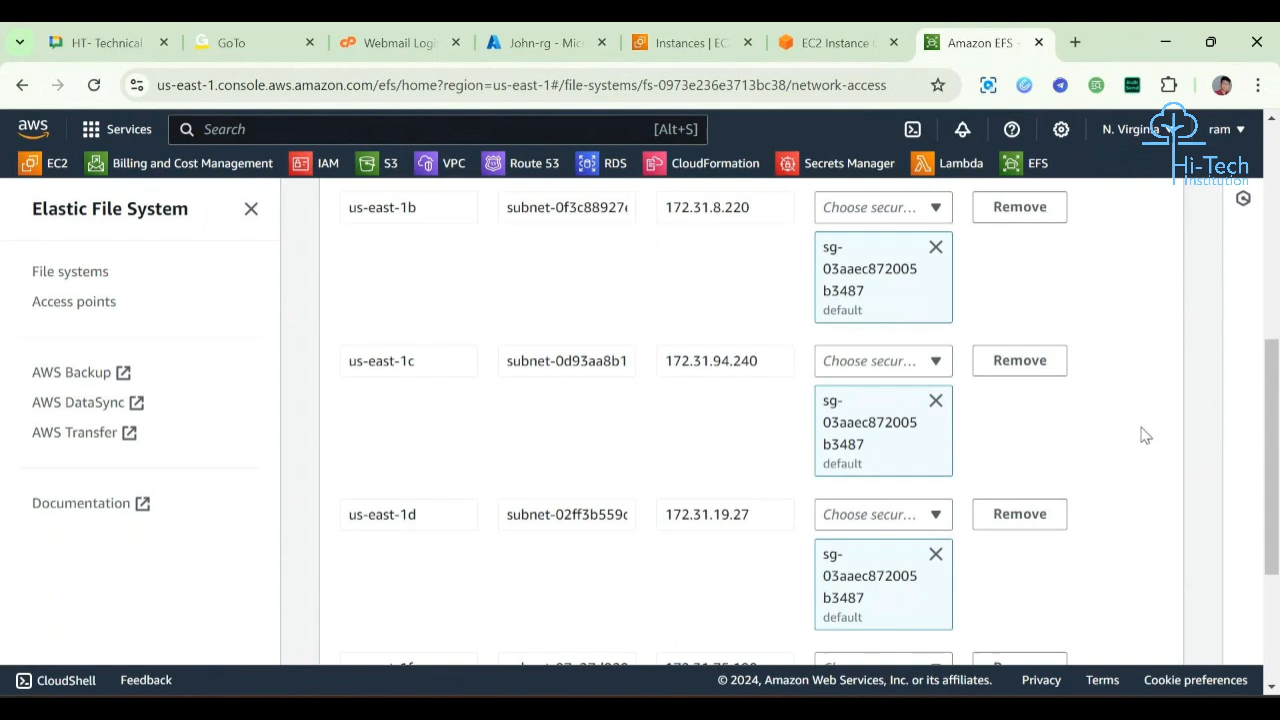 HT- Technical
GoTo
Webmail Logi
John-rg - Mic
Instances | EC
EC2 Instance C
Amazon EFS -
us-east-1.console.aws.amazon.com/efs/home?region=us-east-1#/file-systems/fs-0973e236e3713bc38/network-access
aws
Services
Search
[Alt+S]
N. Virginia
ram
Hi-Tech
Institution
EC2
Billing and Cost Management
IAM
S3
VPC
Route 53
RDS
CloudFormation
Secrets Manager
Lambda
EFS
Elastic File System
File systems
Access points
AWS Backup
AWS DataSync
AWS Transfer
Documentation
us-east-1b
subnet-0f3c88927
172.31.8.220
Choose secur...
Remove
sg-
03aaec872005
b3487
default
us-east-1c
subnet-0d93aa8b1
172.31.94.240
Choose secur...
Remove
sg-
03aaec872005
b3487
default
us-east-1d
subnet-02ff3b559c
172.31.19.27
Choose secur...
Remove
sg-
03aaec872005
b3487
default
CloudShell
Feedback
© 2024, Amazon Web Services, Inc. or its affiliates.
Privacy
Terms
Cookie preferences